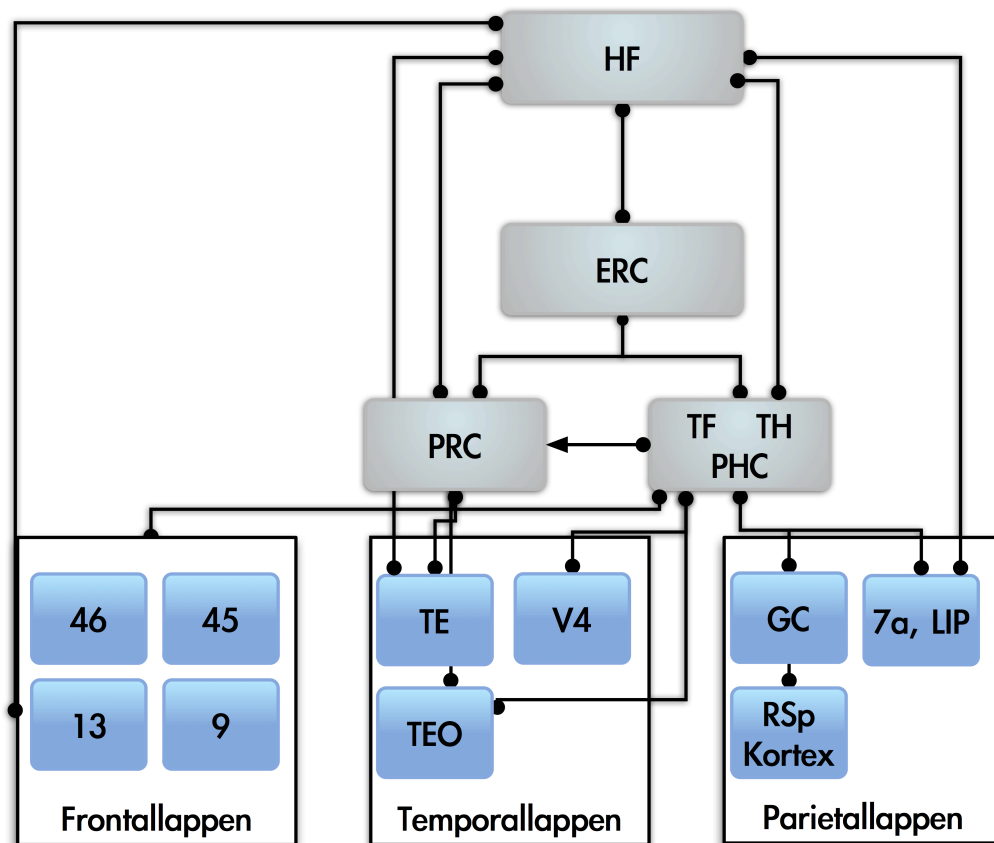 HF
ERC
PRC
TF TH
PHC
46
45
13
9
Frontallappen
TE
V4
TEO
Temporallappen
GC
7a, LIP
RSp
Kortex
Parietallappen